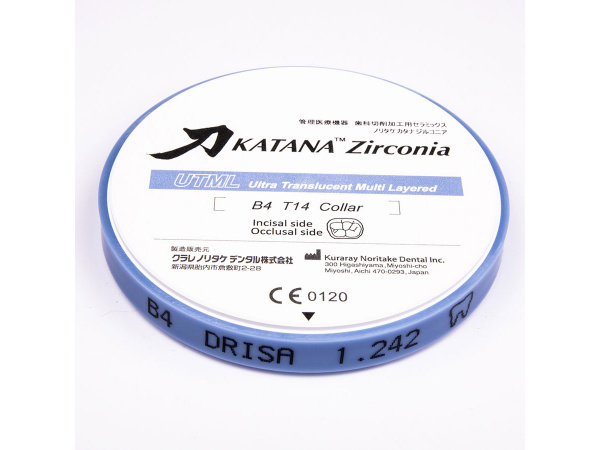 管理医療機器 歯科切削加工用セラミックス
ノリタケカタナジルコニア
KATANA™ Zirconia
UTML Ultra Translucent Multi Layered
B4 T14 Collar
Incisal side
Occlusal side
製造販売元
クラレノリタケデンタル株式会社
新潟県胎内市倉敷町2-28
Kuraray Noritake Dental Inc.
300 Higashiyama, Miyoshi-cho
Miyoshi, Aichi 470-0293, Japan
CE 0120
B4 DRISA 1.242